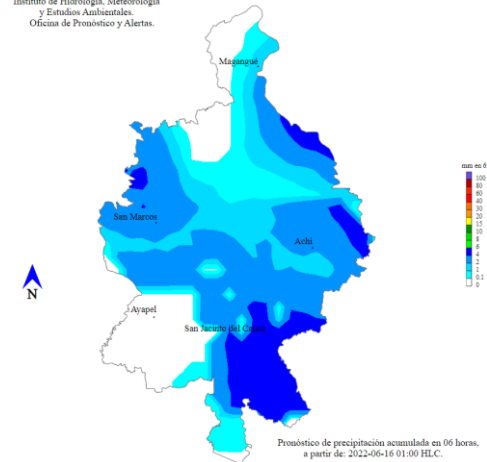 Instituto de Hidrología, Meteorología
y Estudios Ambientales.
Oficina de Pronóstico y Alertas.
Magangué
mm en 6
100
80
60
40
30
20
15
10
8
6
4
2
1
0.1
0
San Marcos
Achi
N
Ayapel
San Jacinto del Cauca
Pronóstico de precipitación acumulada en 06 horas,
a partir de: 2022-06-16 01:00 HLC.